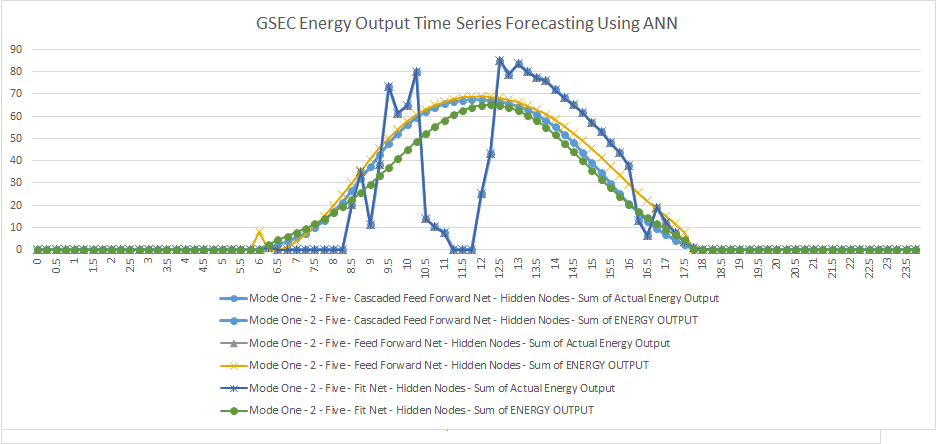 GSEC Energy Output Time Series Forecasting Using ANN
90
80
70
60
50
40
30
20
10
0
0 0.5 1 1.5 2 2.5 3 3.5 4 4.5 5 5.5 6 6.5 7 7.5 8 8.5 9 9.5 10 10.5 11 11.5 12 12.5 13 13.5 14 14.5 15 15.5 16 16.5 17 17.5 18 18.5 19 19.5 20 20.5 21 21.5 22 22.5 23 23.5
Mode One - 2 - Five - Cascaded Feed Forward Net - Hidden Nodes - Sum of Actual Energy Output
Mode One - 2 - Five - Cascaded Feed Forward Net - Hidden Nodes - Sum of ENERGY OUTPUT
Mode One - 2 - Five - Feed Forward Net - Hidden Nodes - Sum of Actual Energy Output
Mode One - 2 - Five - Feed Forward Net - Hidden Nodes - Sum of ENERGY OUTPUT
Mode One - 2 - Five - Fit Net - Hidden Nodes - Sum of Actual Energy Output
Mode One - 2 - Five - Fit Net - Hidden Nodes - Sum of ENERGY OUTPUT